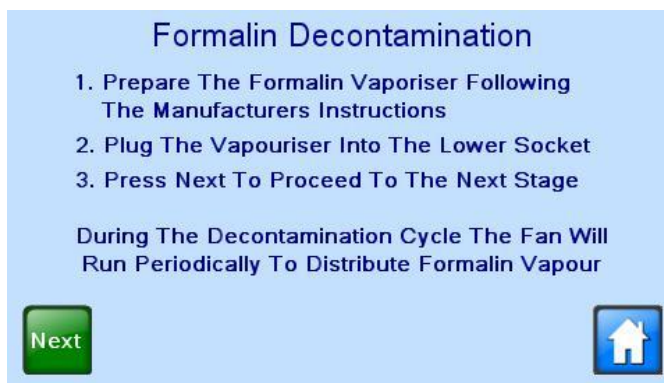 Formalin Decontamination
1. Prepare The Formalin Vaporiser Following
The Manufacturers Instructions
2. Plug The Vapouriser Into The Lower Socket
3. Press Next To Proceed To The Next Stage
During The Decontamination Cycle The Fan Will
Run Periodically To Distribute Formalin Vapour
Next